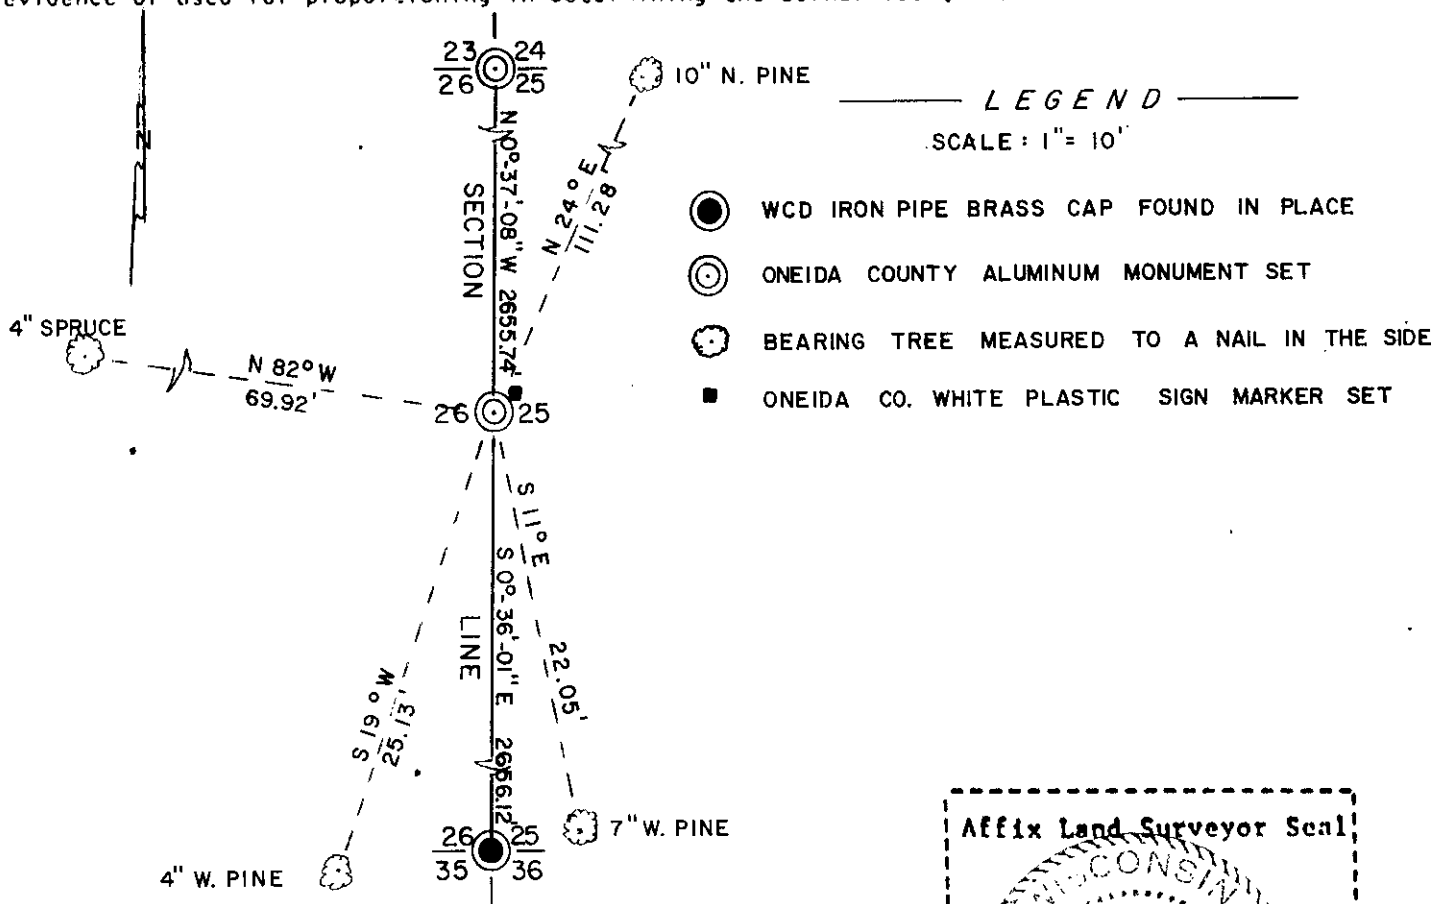 23 24
26 25
10" N. PINE
LEGEND
SCALE: 1"= 10'
WCD IRON PIPE BRASS CAP FOUND IN PLACE
ONEIDA COUNTY ALUMINUM MONUMENT SET
BEARING TREE MEASURED TO A NAIL IN THE SIDE
ONEIDA CO. WHITE PLASTIC SIGN MARKER SET
N 0°-37'-08" W 2655.74'
SECTION
N 24° E
111.28'
4" SPRUCE
N 82° W
69.92'
26 25
S 11° E
22.05'
S 0°-36'-01" E 2656.12'
LINE
S 19° W
25.13'
7" W. PINE
26 25
35 36
4" W. PINE
Affix Land Surveyor Seal
WISCONSIN